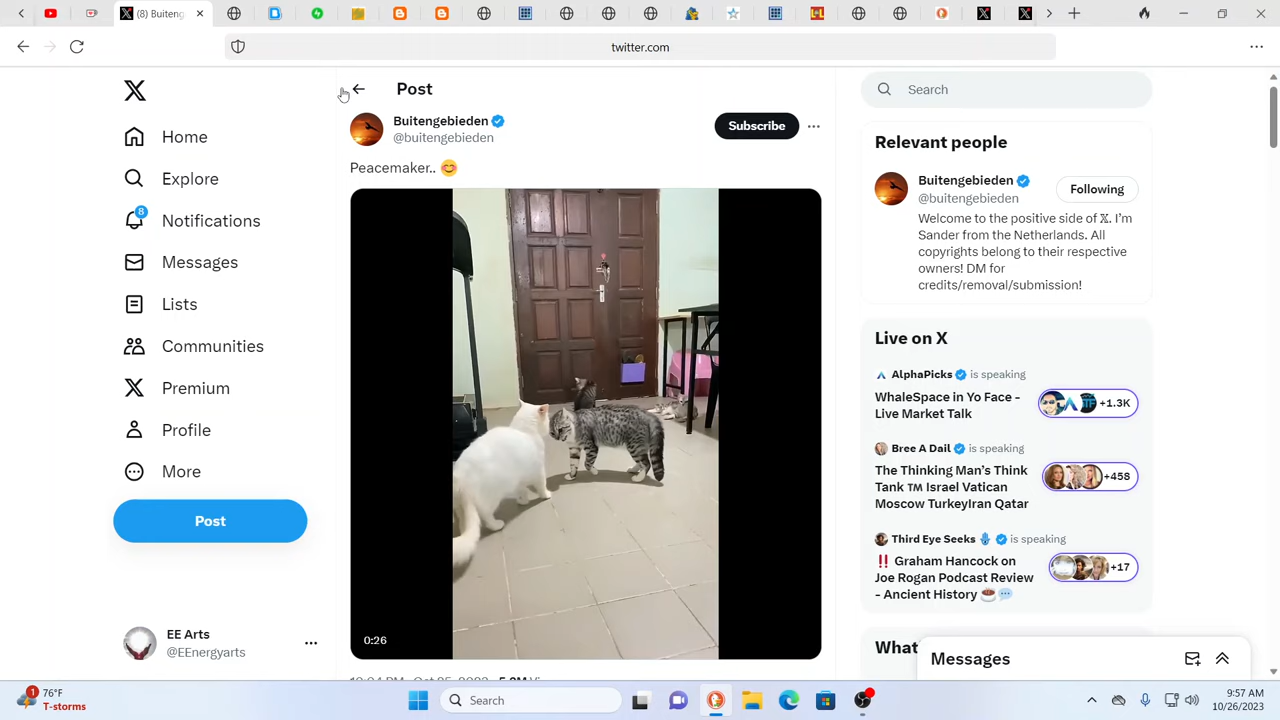 (8) Buiteng
twitter.com
Home
Explore
8
Notifications
Messages
Lists
Communities
Premium
Profile
More
Post
EE Arts
@EEnergyarts
Post
Buitengebieden
@buitengebieden
Subscribe
Peacemaker.. 😊
0:26
Search
Relevant people
Buitengebieden
@buitengebieden
Following
Welcome to the positive side of 𝕏. I'm
Sander from the Netherlands. All
copyrights belong to their respective
owners! DM for
credits/removal/submission!
Live on X
AlphaPicks is speaking
WhaleSpace in Yo Face -
Live Market Talk
+1.3K
Bree A Dail is speaking
The Thinking Man's Think
Tank ™ Israel Vatican
Moscow TurkeyIran Qatar
+458
Third Eye Seeks is speaking
‼️ Graham Hancock on
Joe Rogan Podcast Review
- Ancient History ☕💬
+17
What
Messages
1
76°F
T-storms
Search
9:57 AM
10/26/2023